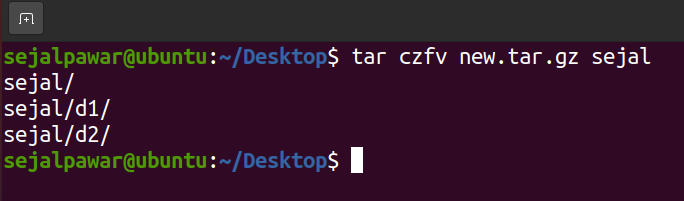 sejalpawar@ubuntu:~/Desktop$ tar czfv new.tar.gz sejal
sejal/
sejal/d1/
sejal/d2/
sejalpawar@ubuntu:~/Desktop$